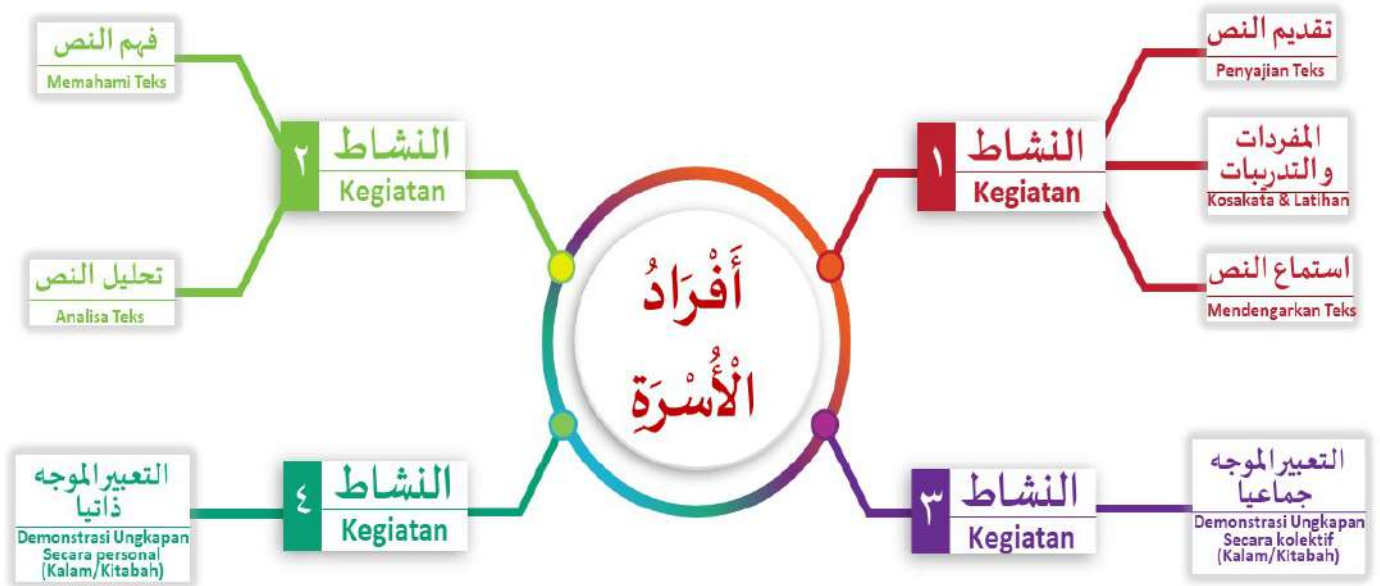 أَفْرَادُ
الْأُسْرَةِ
١
النشاط
Kegiatan
تقديم النص
Penyajian Teks
المفردات
والتدريبات
Kosakata & Latihan
استماع النص
Mendengarkan Teks
٢
النشاط
Kegiatan
فهم النص
Memahami Teks
تحليل النص
Analisa Teks
٣
النشاط
Kegiatan
التعبير الموجه
جماعيا
Demonstrasi Ungkapan
Secara kolektif
(Kalam/Kitabah)
٤
النشاط
Kegiatan
التعبير الموجه
ذاتيا
Demonstrasi Ungkapan
Secara personal
(Kalam/Kitabah)